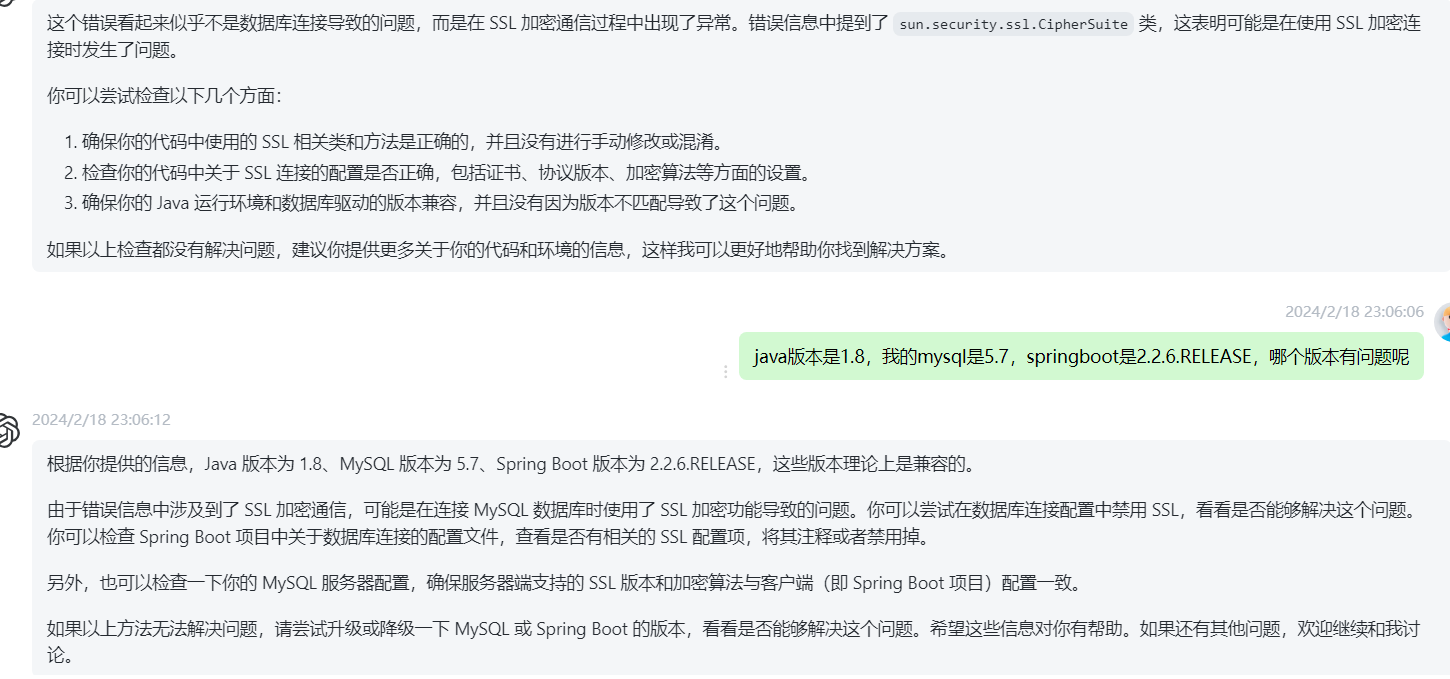 这个错误看起来似乎不是数据库连接导致的问题，而是在 SSL 加密通信过程中出现了异常。错误信息中提到了 sun.security.ssl.CipherSuite 类，这表明可能是在使用 SSL 加密连
接时发生了问题。
你可以尝试检查以下几个方面：
1. 确保你的代码中使用的 SSL 相关类和方法是正确的，并且没有进行手动修改或混淆。
2. 检查你的代码中关于 SSL 连接的配置是否正确，包括证书、协议版本、加密算法等方面的设置。
3. 确保你的 Java 运行环境和数据库驱动的版本兼容，并且没有因为版本不匹配导致了这个问题。
如果以上检查都没有解决问题，建议你提供更多关于你的代码和环境的信息，这样我可以更好地帮助你找到解决方案。
2024/2/18 23:06:06
java版本是1.8，我的mysql是5.7，springboot是2.2.6.RELEASE，哪个版本有问题呢
2024/2/18 23:06:12
根据你提供的信息，Java 版本为 1.8、MySQL 版本为 5.7、Spring Boot 版本为 2.2.6.RELEASE，这些版本理论上是兼容的。
由于错误信息中涉及到了 SSL 加密通信，可能是在连接 MySQL 数据库时使用了 SSL 加密功能导致的问题。你可以尝试在数据库连接配置中禁用 SSL，看看是否能够解决这个问题。
你可以检查 Spring Boot 项目中关于数据库连接的配置文件，查看是否有相关的 SSL 配置项，将其注释或者禁用掉。
另外，也可以检查一下你的 MySQL 服务器配置，确保服务器端支持的 SSL 版本和加密算法与客户端（即 Spring Boot 项目）配置一致。
如果以上方法无法解决问题，请尝试升级或降级一下 MySQL 或 Spring Boot 的版本，看看是否能够解决这个问题。希望这些信息对你有帮助。如果还有其他问题，欢迎继续和我讨
论。